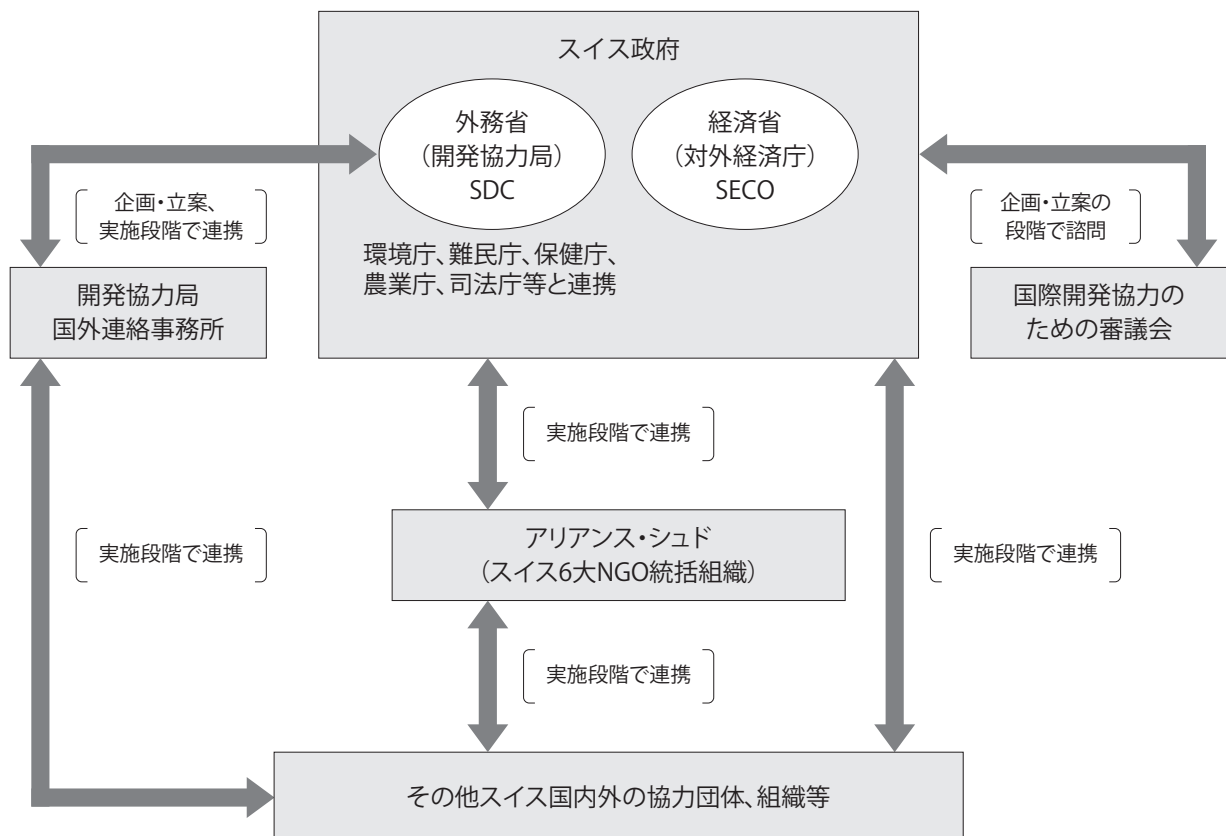 スイス政府
外務省
（開発協力局）
SDC
経済省
（対外経済庁）
SECO
環境庁、難民庁、保健庁、
農業庁、司法庁等と連携
企画・立案、
実施段階で連携
企画・立案の
段階で諮問
開発協力局
国外連絡事務所
国際開発協力の
ための審議会
実施段階で連携
アリアンス・シュド
（スイス6大NGO統括組織）
実施段階で連携
実施段階で連携
実施段階で連携
その他スイス国内外の協力団体、組織等